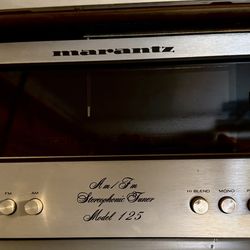 marantz
Am/Fm
Stereophonic Tuner
Model 125
FM AM
HI BLEND MONO